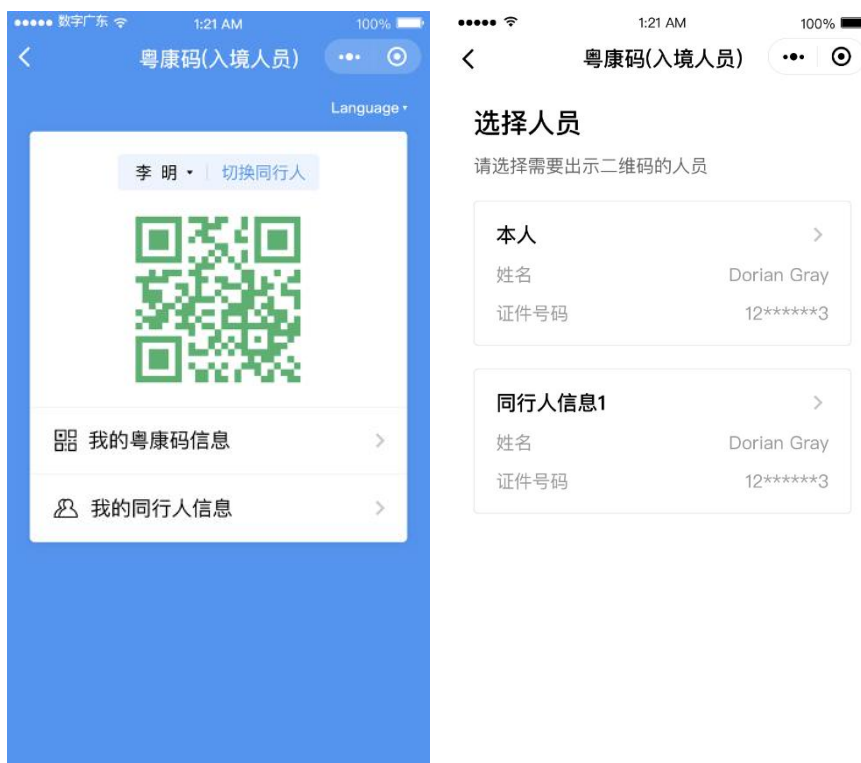 数字广东 1:21 AM 100%
粤康码(入境人员)
Language
李 明 切换同行人
我的粤康码信息
我的同行人信息
1:21 AM 100%
粤康码(入境人员)
选择人员
请选择需要出示二维码的人员
本人
姓名 Dorian Gray
证件号码 12******3
同行人信息1
姓名 Dorian Gray
证件号码 12******3